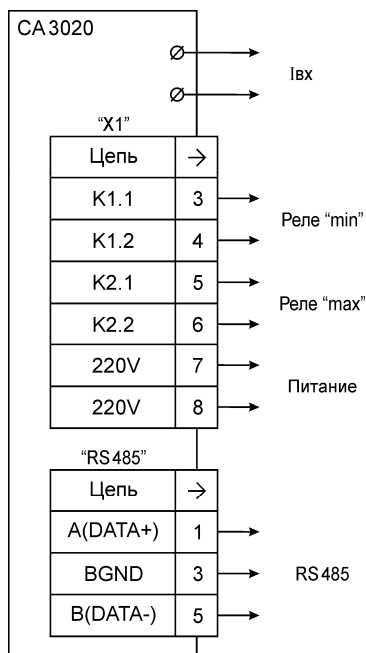 CA 3020
Iвх
“X1”
Цепь →
K1.1 3
Реле “min”
K1.2 4
K2.1 5
Реле “max”
K2.2 6
220V 7
Питание
220V 8
“RS 485”
Цепь →
A(DATA+) 1
BGND 3 RS 485
B(DATA-) 5